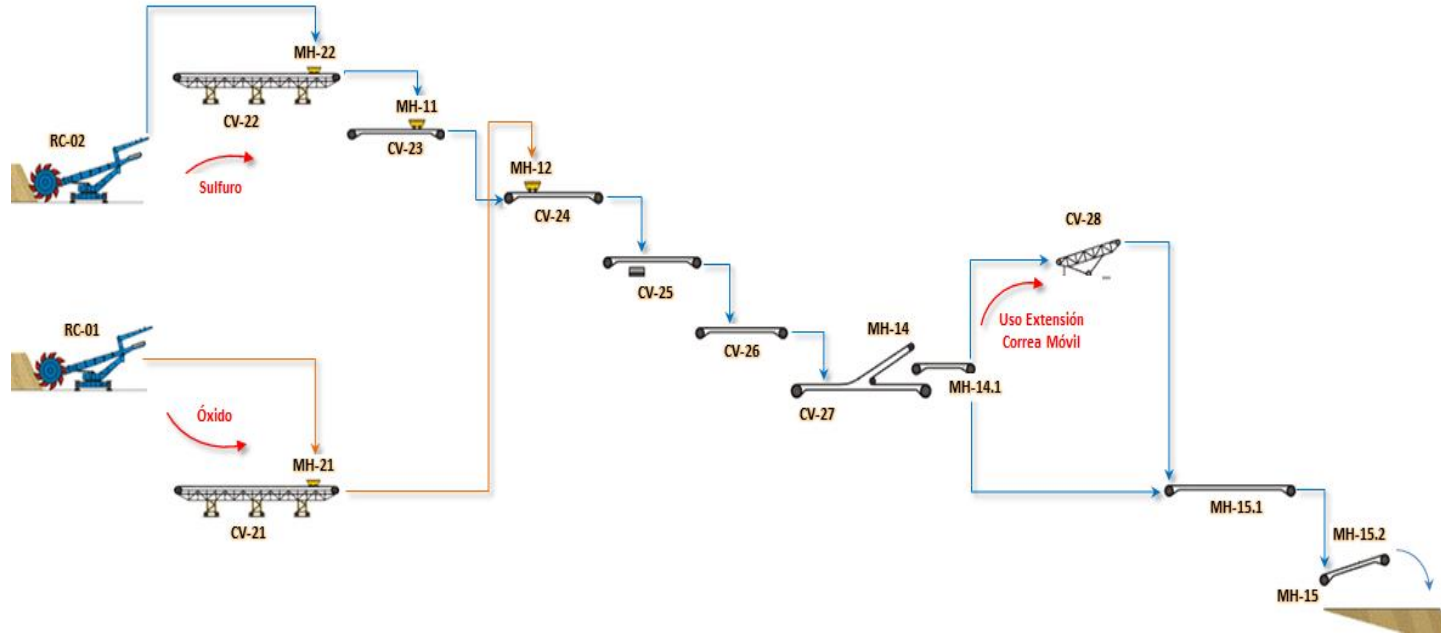 MH-22
CV-22
MH-11
CV-23
RC-02
Sulfuro
MH-12
CV-24
CV-25
CV-26
MH-14
CV-27
MH-14.1
CV-28
Uso Extensión
Correa Móvil
RC-01
Óxido
MH-21
CV-21
MH-15.1
MH-15.2
MH-15